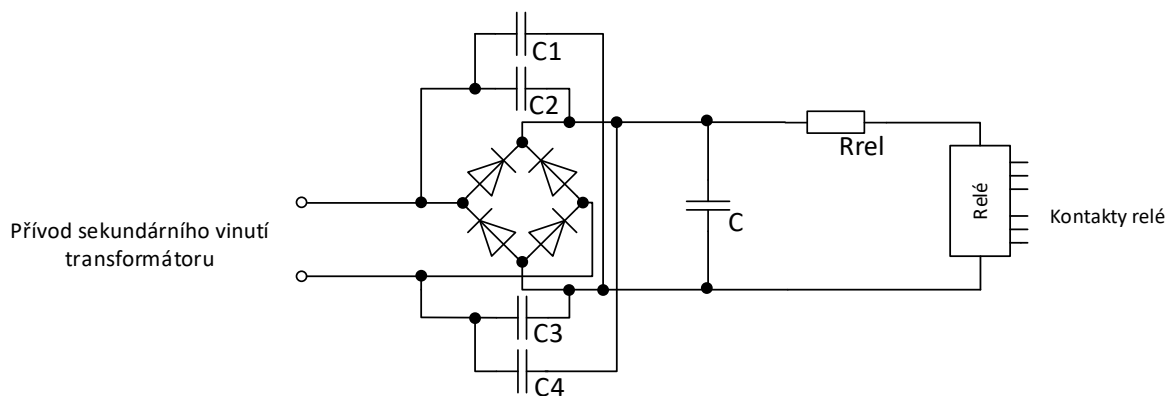 C1
C2
Rrel
Relé
Kontakty relé
C
Přívod sekundárního vinutí
transformátoru
C3
C4